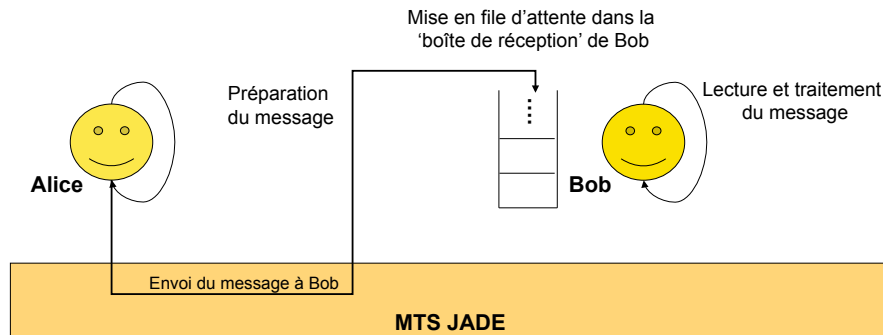 Mise en file d'attente dans la
'boîte de réception' de Bob
Préparation
du message
Lecture et traitement
du message
Alice
Bob
Envoi du message à Bob
MTS JADE